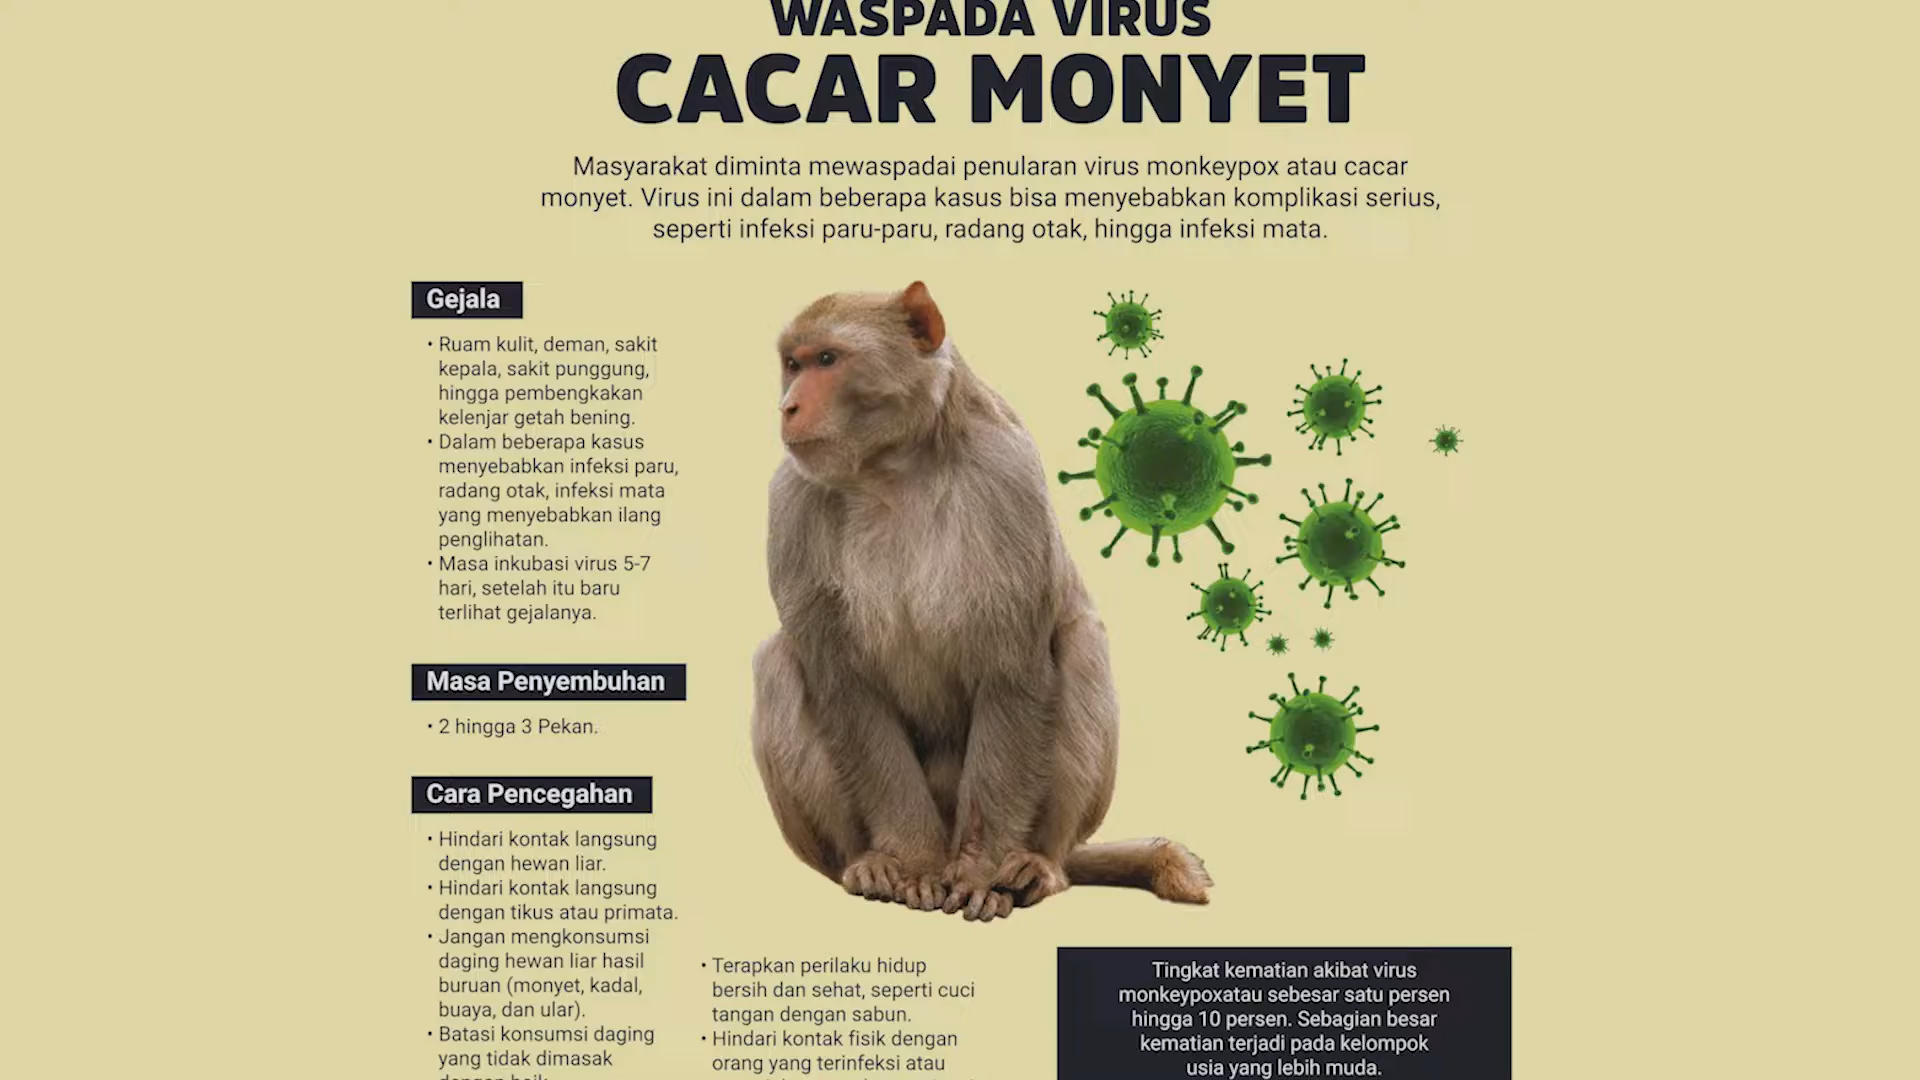 WASPADA VIRUS
CACAR MONYET
Masyarakat diminta mewaspadai penularan virus monkeypox atau cacar
monyet. Virus ini dalam beberapa kasus bisa menyebabkan komplikasi serius,
seperti infeksi paru-paru, radang otak, hingga infeksi mata.
Gejala
• Ruam kulit, deman, sakit
kepala, sakit punggung,
hingga pembengkakan
kelenjar getah bening.
• Dalam beberapa kasus
menyebabkan infeksi paru,
radang otak, infeksi mata
yang menyebabkan ilang
penglihatan.
• Masa inkubasi virus 5-7
hari, setelah itu baru
terlihat gejalanya.
Masa Penyembuhan
• 2 hingga 3 Pekan.
Cara Pencegahan
• Hindari kontak langsung
dengan hewan liar.
• Hindari kontak langsung
dengan tikus atau primata.
• Jangan mengkonsumsi
daging hewan liar hasil
buruan (monyet, kadal,
buaya, dan ular).
• Batasi konsumsi daging
yang tidak dimasak
• Terapkan perilaku hidup
bersih dan sehat, seperti cuci
tangan dengan sabun.
• Hindari kontak fisik dengan
orang yang terinfeksi atau
Tingkat kematian akibat virus
monkeypoxatau sebesar satu persen
hingga 10 persen. Sebagian besar
kematian terjadi pada kelompok
usia yang lebih muda.